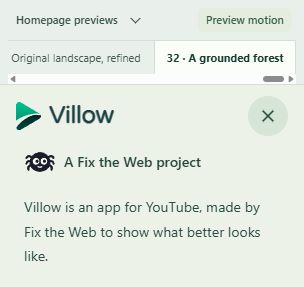 Homepage previews
Preview motion
Original landscape, refined
32 · A grounded forest
Villow
A Fix the Web project
Villow is an app for YouTube, made by
Fix the Web to show what better looks
like.